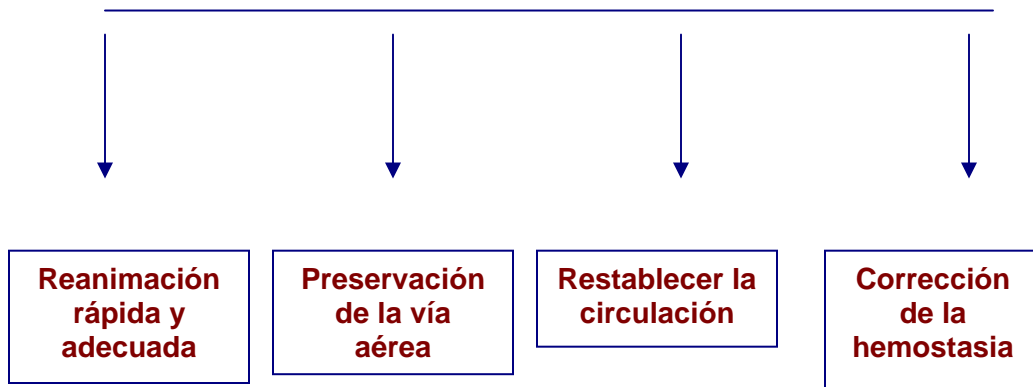 Reanimación
rápida y
adecuada
Preservación
de la vía
aérea
Restablecer la
circulación
Corrección
de la
hemostasia